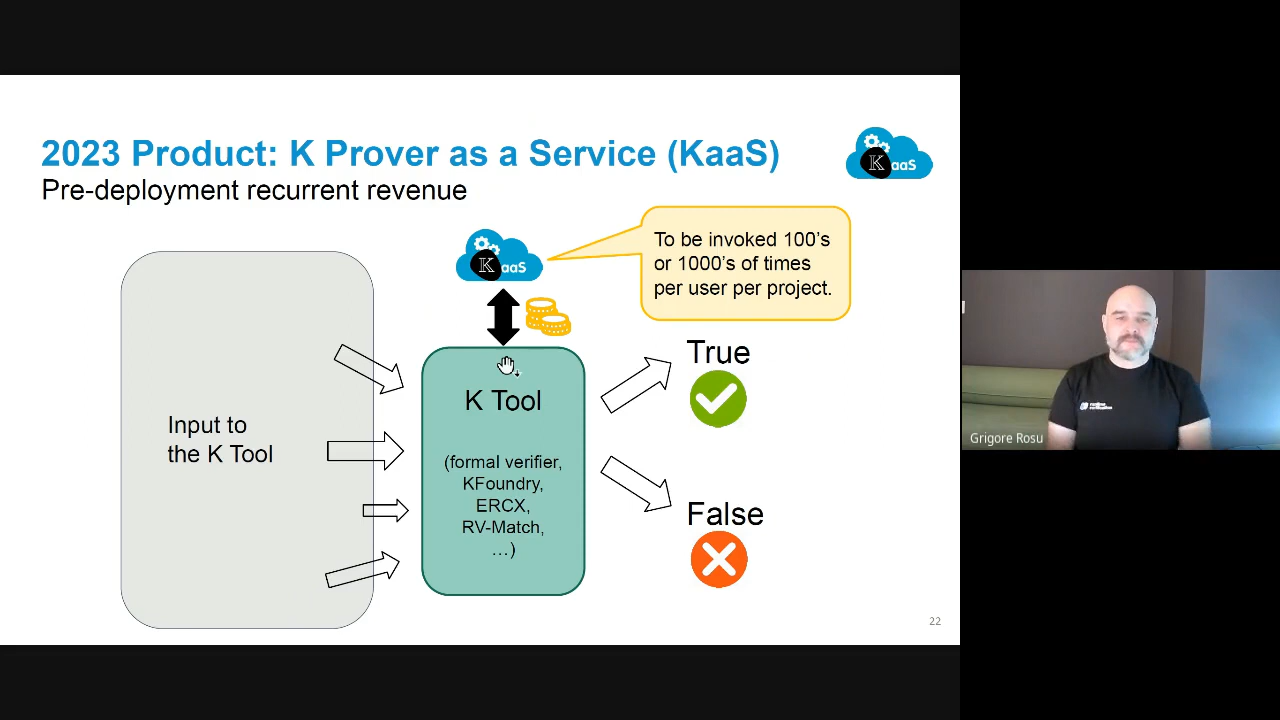 2023 Product: K Prover as a Service (KaaS)
Pre-deployment recurrent revenue
KaaS
KaaS
To be invoked 100's
or 1000's of times
per user per project.
Input to
the K Tool
K Tool
(formal verifier,
KFoundry,
ERCX,
RV-Match,
…)
True
False
22
Grigore Rosu